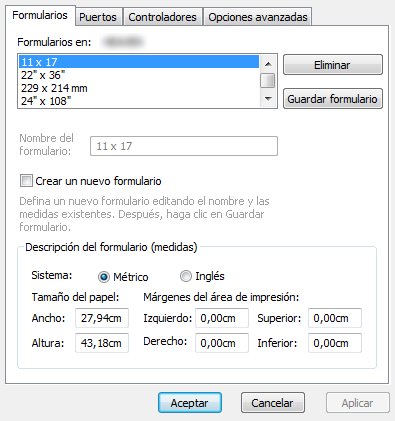 Formularios Puertos Controladores Opciones avanzadas
Formularios en:
11 x 17
22" x 36"
229 x 214 mm
24" x 108"
Eliminar
Guardar formulario
Nombre del
formulario:
11 x 17
Crear un nuevo formulario
Defina un nuevo formulario editando el nombre y las
medidas existentes. Después, haga clic en Guardar
formulario.
Descripción del formulario (medidas)
Sistema: Métrico Inglés
Tamaño del papel: Márgenes del área de impresión:
Ancho: 27,94cm Izquierdo: 0,00cm Superior: 0,00cm
Altura: 43,18cm Derecho: 0,00cm Inferior: 0,00cm
Aceptar Cancelar Aplicar